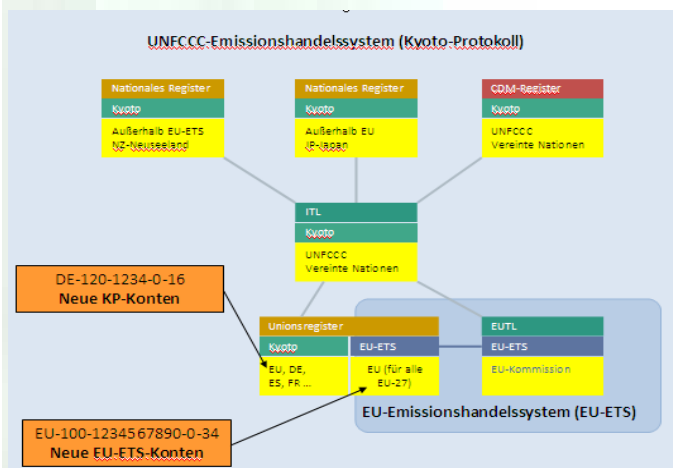 UNFCCC-Emissionshandelssystem (Kyoto-Protokoll)
Nationales Register
Kyoto
Außerhalb EU-ETS
NZ-Neuseeland
Nationales Register
Kyoto
Außerhalb EU
JP-Japan
CDM-Register
Kyoto
UNFCCC
Vereinte Nationen
ITL
Kyoto
UNFCCC
Vereinte Nationen
DE-120-1234-0-16
Neue KP-Konten
Unionsregister
Kyoto
EU-ETS
EU, DE,
ES, FR ...
EU (für alle
EU-27)
EUTL
EU-ETS
EU-Kommission
EU-Emissionshandelssystem (EU-ETS)
EU-100-1234567890-0-34
Neue EU-ETS-Konten